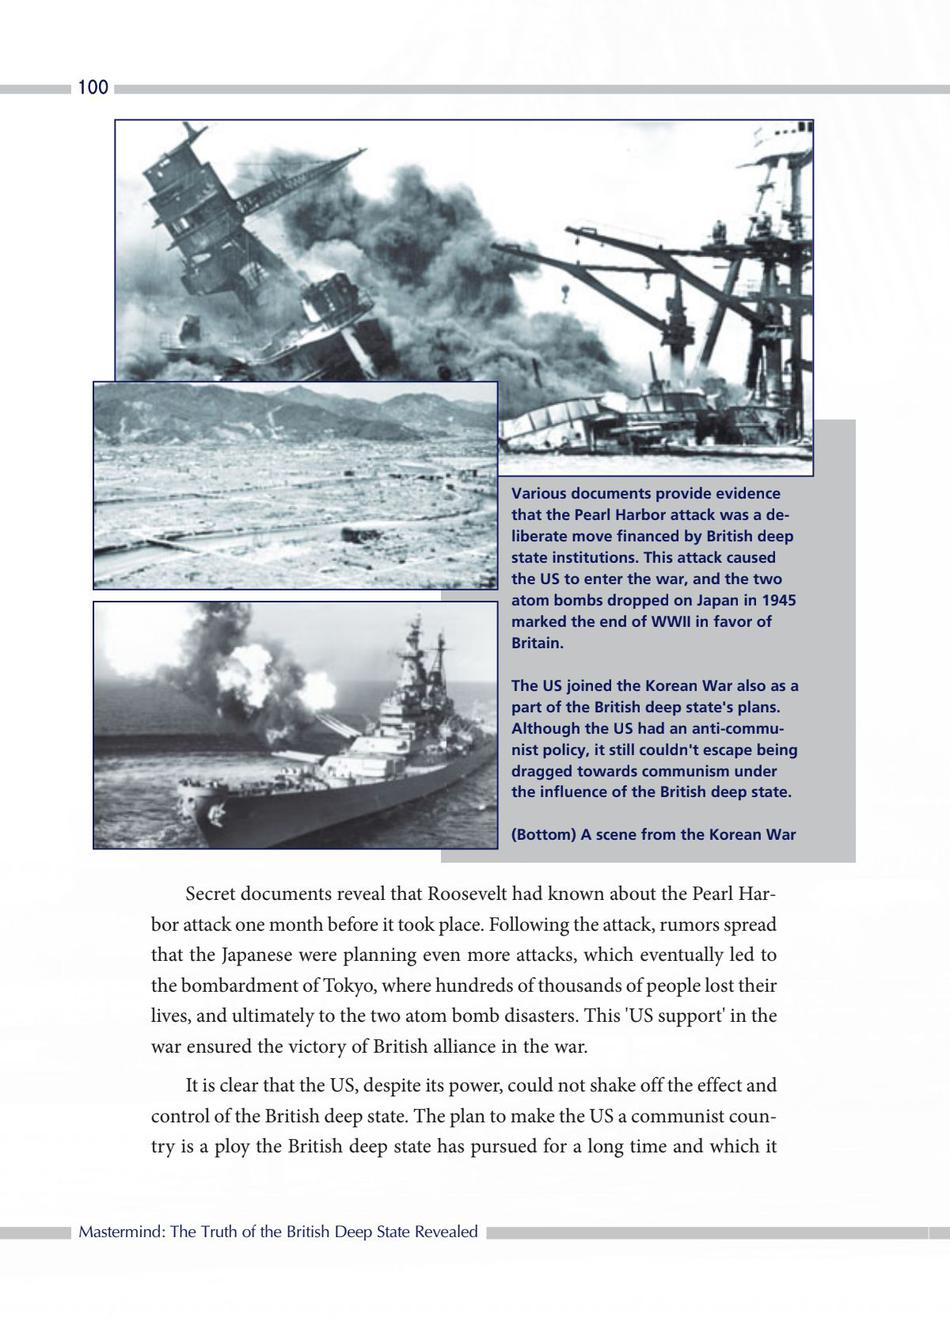 100
Various documents provide evidence
that the Pearl Harbor attack was a de-
liberate move financed by British deep
state institutions. This attack caused
the US to enter the war, and the two
atom bombs dropped on Japan in 1945
marked the end of WWII in favor of
Britain.
The US joined the Korean War also as a
part of the British deep state's plans.
Although the US had an anti-commu-
nist policy, it still couldn't escape being
dragged towards communism under
the influence of the British deep state.
(Bottom) A scene from the Korean War
Secret documents reveal that Roosevelt had known about the Pearl Har-
bor attack one month before it took place. Following the attack, rumors spread
that the Japanese were planning even more attacks, which eventually led to
the bombardment of Tokyo, where hundreds of thousands of people lost their
lives, and ultimately to the two atom bomb disasters. This 'US support' in the
war ensured the victory of British alliance in the war.
It is clear that the US, despite its power, could not shake off the effect and
control of the British deep state. The plan to make the US a communist coun-
try is a ploy the British deep state has pursued for a long time and which it
Mastermind: The Truth of the British Deep State Revealed